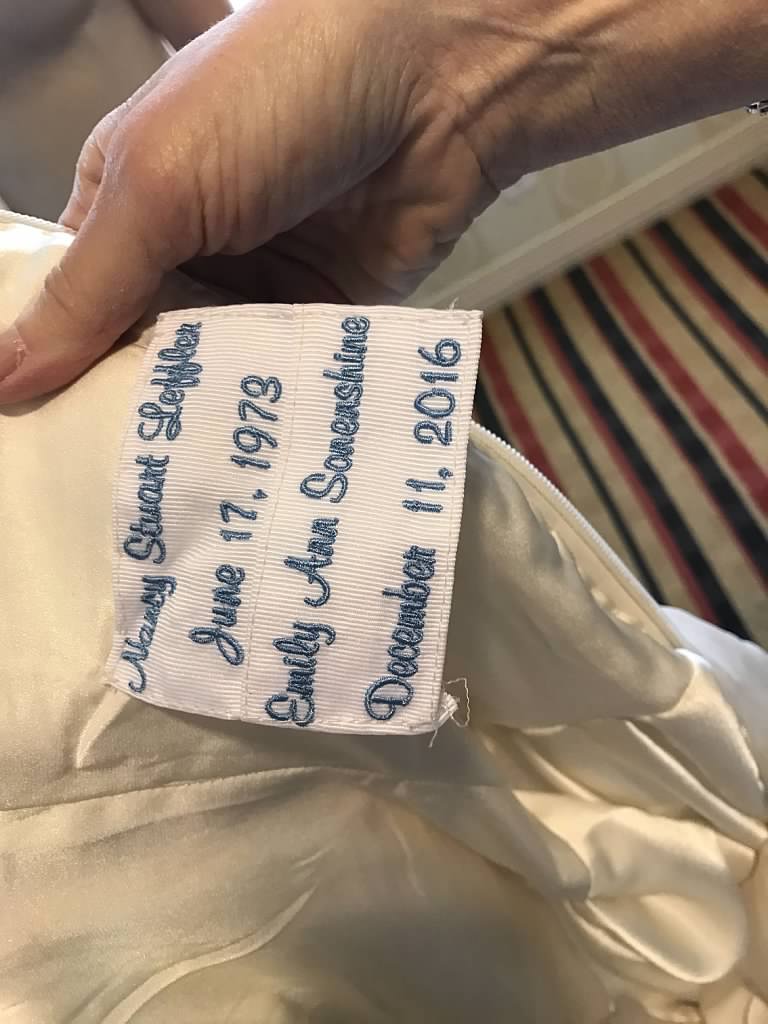 Nancy Stuart Leffler
June 17, 1973
Emily Ann Sonenshine
December 11, 2016